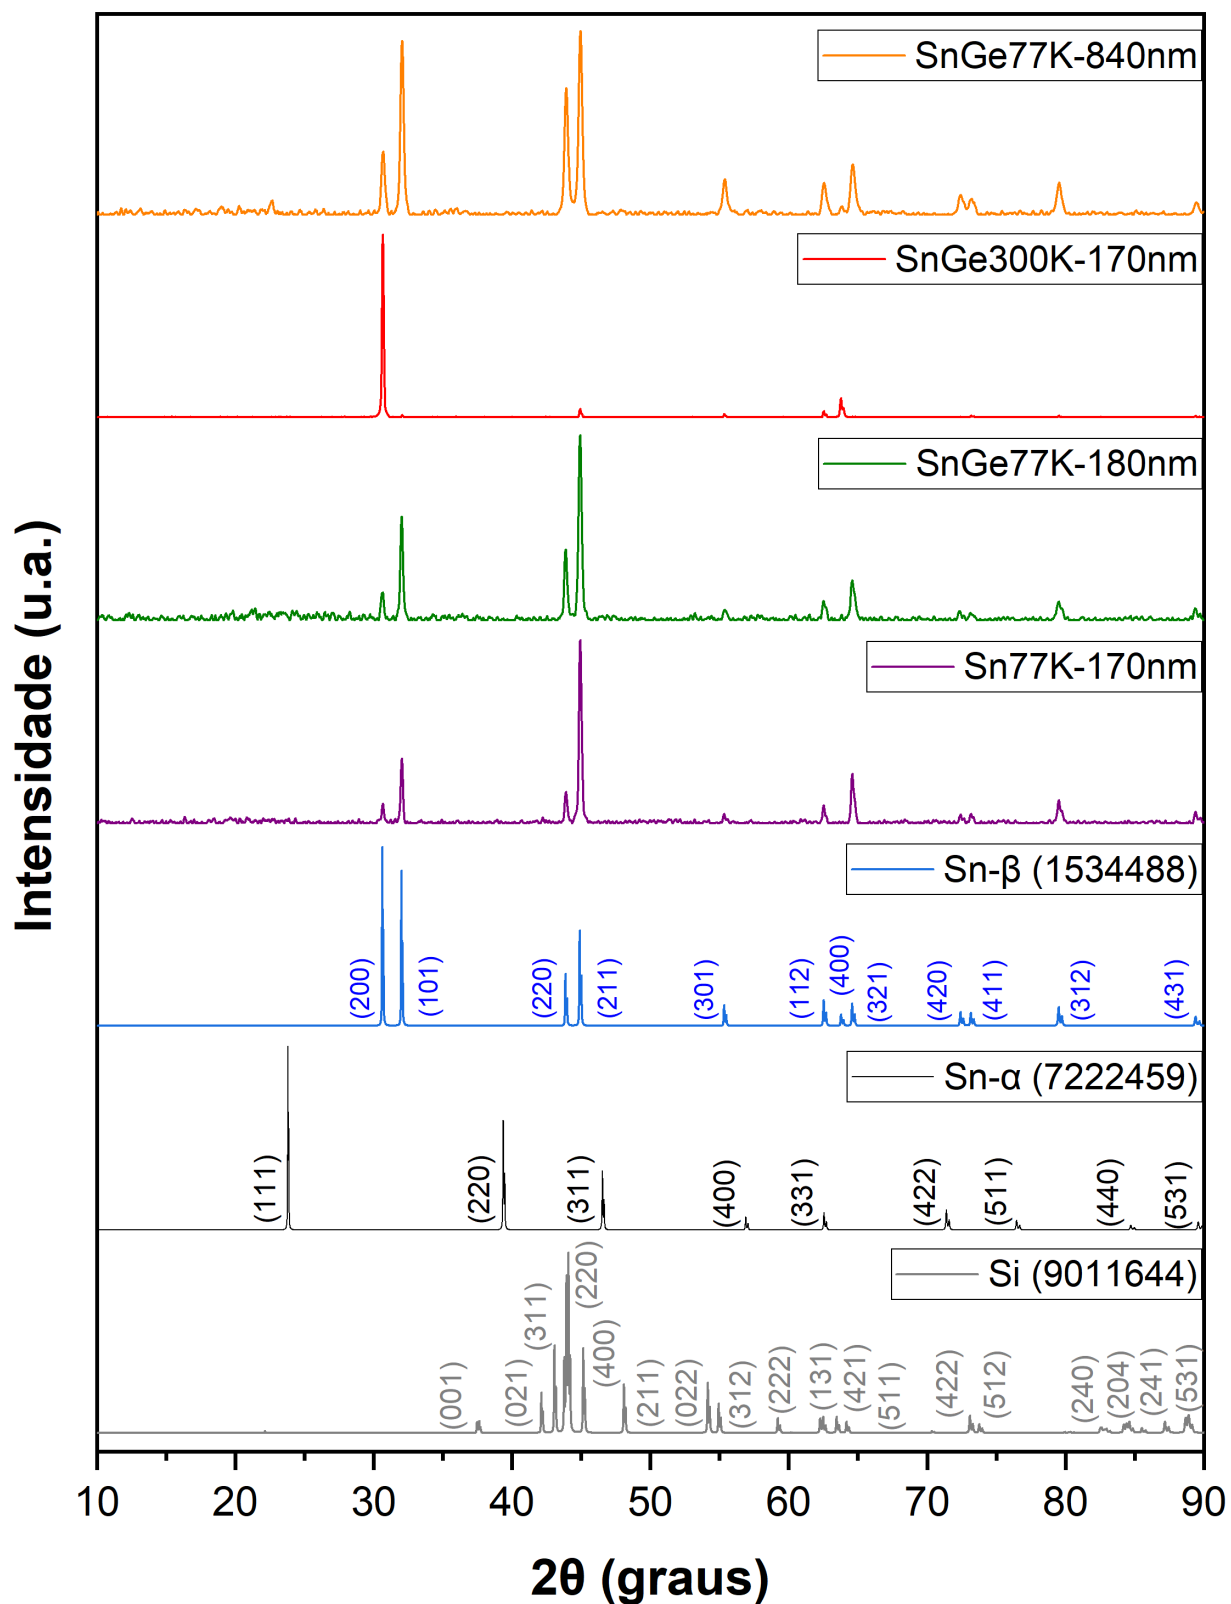 SnGe77K-840nm
SnGe300K-170nm
SnGe77K-180nm
Sn77K-170nm
Sn-β (1534488)
(200) (101) (220) (211) (301) (112) (400) (321) (420) (411) (312) (431)
Sn-α (7222459)
(111) (220) (311) (400) (331) (422) (511) (440) (531)
Si (9011644)
(001) (021) (311) (220) (400) (211) (022) (312) (222) (131) (421) (511) (422) (512) (240) (204) (241) (531)
Intensidade (u.a.)
10 20 30 40 50 60 70 80 90
2θ (graus)